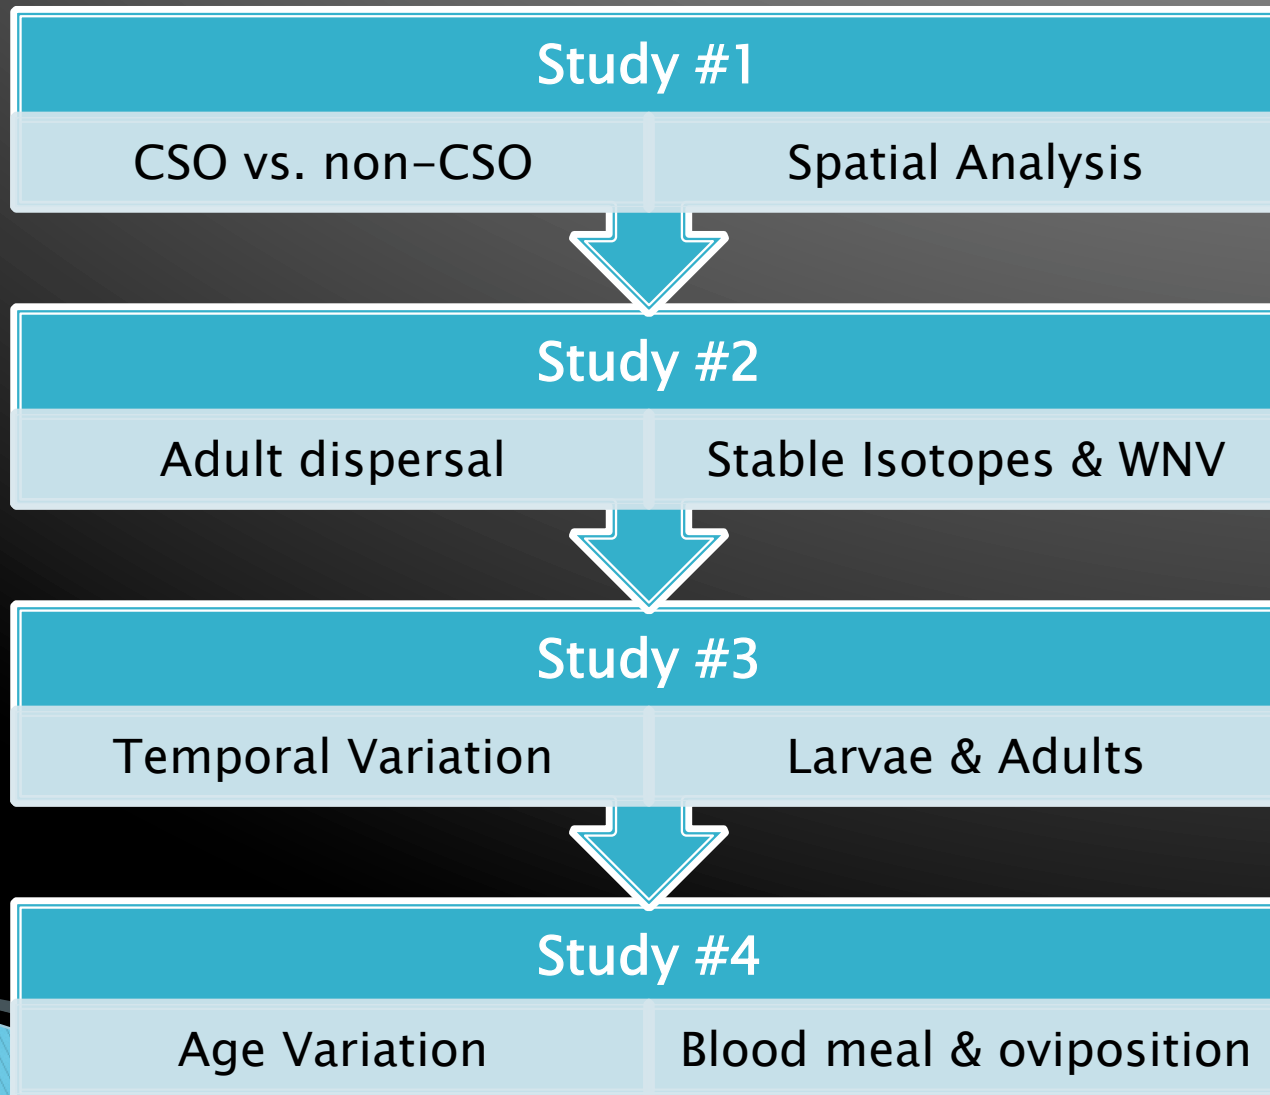 Study #1
CSO vs. non-CSO
Spatial Analysis
Study #2
Adult dispersal
Stable Isotopes & WNV
Study #3
Temporal Variation
Larvae & Adults
Study #4
Age Variation
Blood meal & oviposition